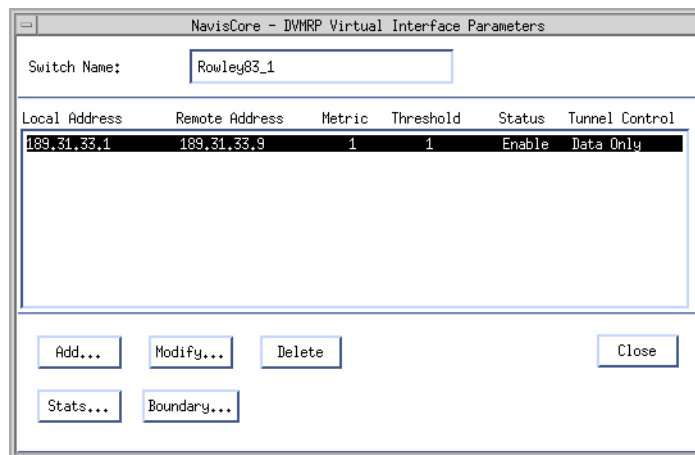 NavisCore - DVMRP Virtual Interface Parameters
Switch Name: Rowley83_1
Local Address Remote Address Metric Threshold Status Tunnel Control
189.31.33.1 189.31.33.9 1 1 Enable Data Only
Add... Modify... Delete Close
Stats... Boundary...